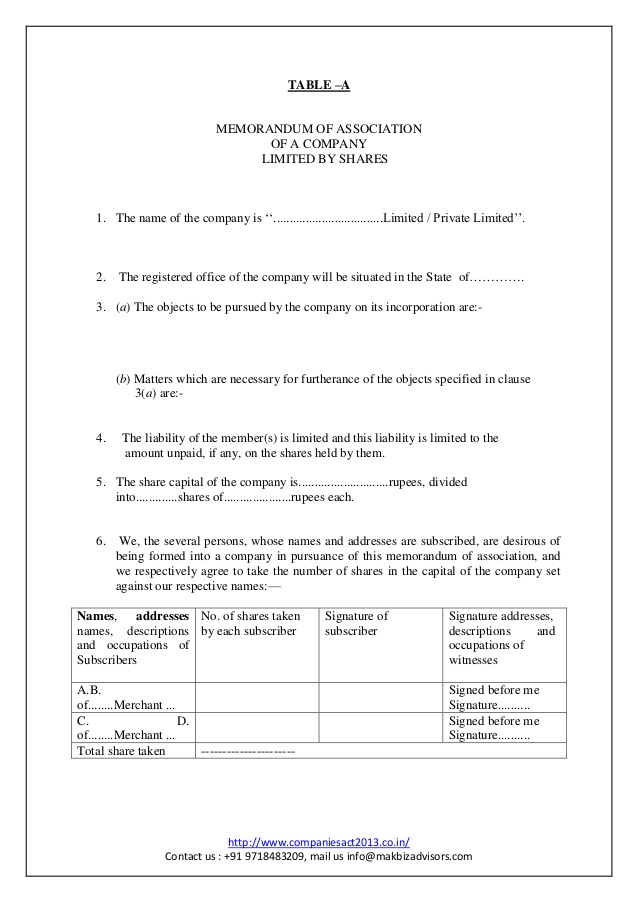 TABLE –A
MEMORANDUM OF ASSOCIATION
OF A COMPANY
LIMITED BY SHARES
1. The name of the company is ‘‘.................................Limited / Private Limited’’.
2. The registered office of the company will be situated in the State of………….
3. (a) The objects to be pursued by the company on its incorporation are:-
(b) Matters which are necessary for furtherance of the objects specified in clause
3(a) are:-
4. The liability of the member(s) is limited and this liability is limited to the
amount unpaid, if any, on the shares held by them.
5. The share capital of the company is...........................rupees, divided
into.............shares of.....................rupees each.
6. We, the several persons, whose names and addresses are subscribed, are desirous of
being formed into a company in pursuance of this memorandum of association, and
we respectively agree to take the number of shares in the capital of the company set
against our respective names:—
Names, addresses
names, descriptions
and occupations of
Subscribers
No. of shares taken
by each subscriber
Signature of
subscriber
Signature addresses,
descriptions and
occupations of
witnesses
A.B.
of........Merchant ...
Signed before me
Signature..........
C. D.
of........Merchant ...
Signed before me
Signature..........
Total share taken
----------------------
http://www.companiesact2013.co.in/
Contact us : +91 9718483209, mail us info@makbizadvisors.com